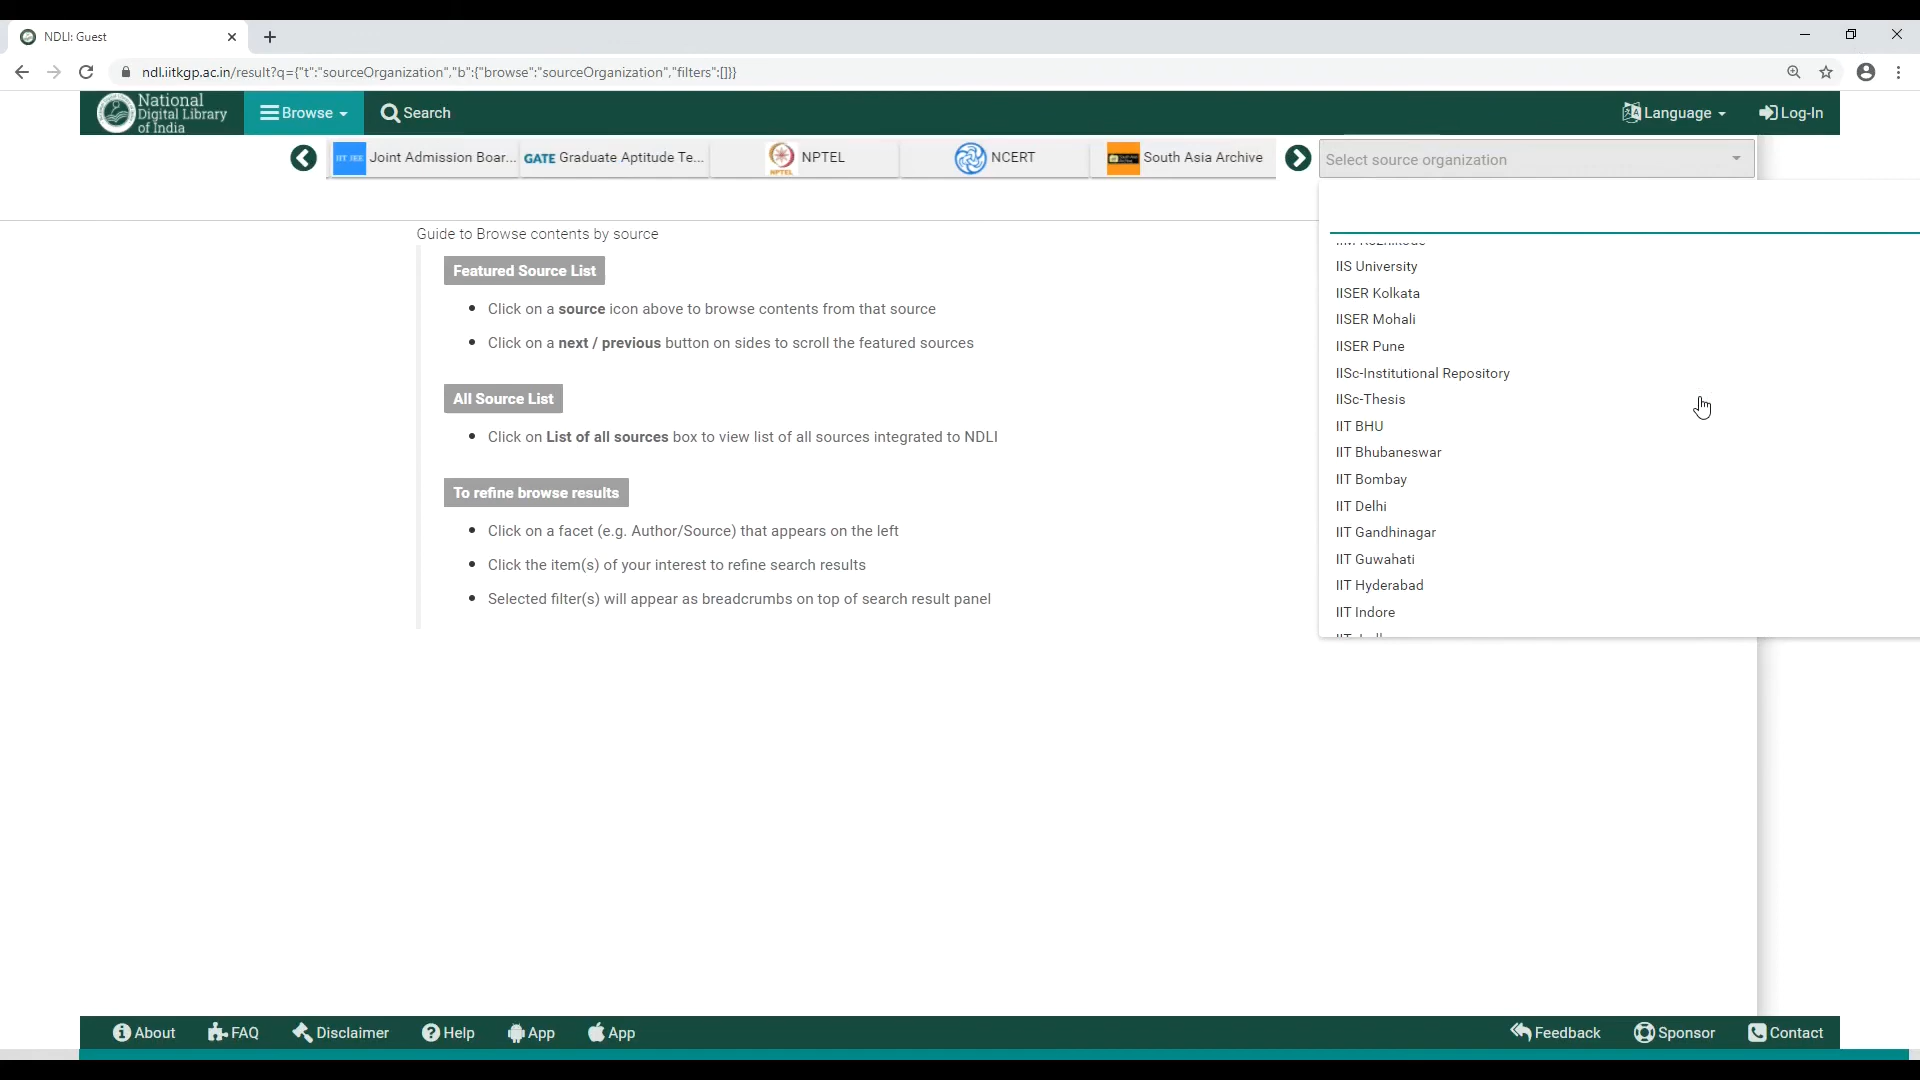 NDLI: Guest
ndl.iitkgp.ac.in/result?q={"t":"sourceOrganization","b":{"browse":"sourceOrganization","filters":[]}}
National
Digital Library
of India
Browse
Search
Language
Log-In
IIT JEE Joint Admission Boar...
GATE Graduate Aptitude Te...
NPTEL NPTEL
NCERT
South Asia Archive
Select source organization
Guide to Browse contents by source
Featured Source List
Click on a source icon above to browse contents from that source
Click on a next / previous button on sides to scroll the featured sources
All Source List
Click on List of all sources box to view list of all sources integrated to NDLI
To refine browse results
Click on a facet (e.g. Author/Source) that appears on the left
Click the item(s) of your interest to refine search results
Selected filter(s) will appear as breadcrumbs on top of search result panel
IIS University
IISER Kolkata
IISER Mohali
IISER Pune
IISc-Institutional Repository
IISc-Thesis
IIT BHU
IIT Bhubaneswar
IIT Bombay
IIT Delhi
IIT Gandhinagar
IIT Guwahati
IIT Hyderabad
IIT Indore
About
FAQ
Disclaimer
Help
App
App
Feedback
Sponsor
Contact